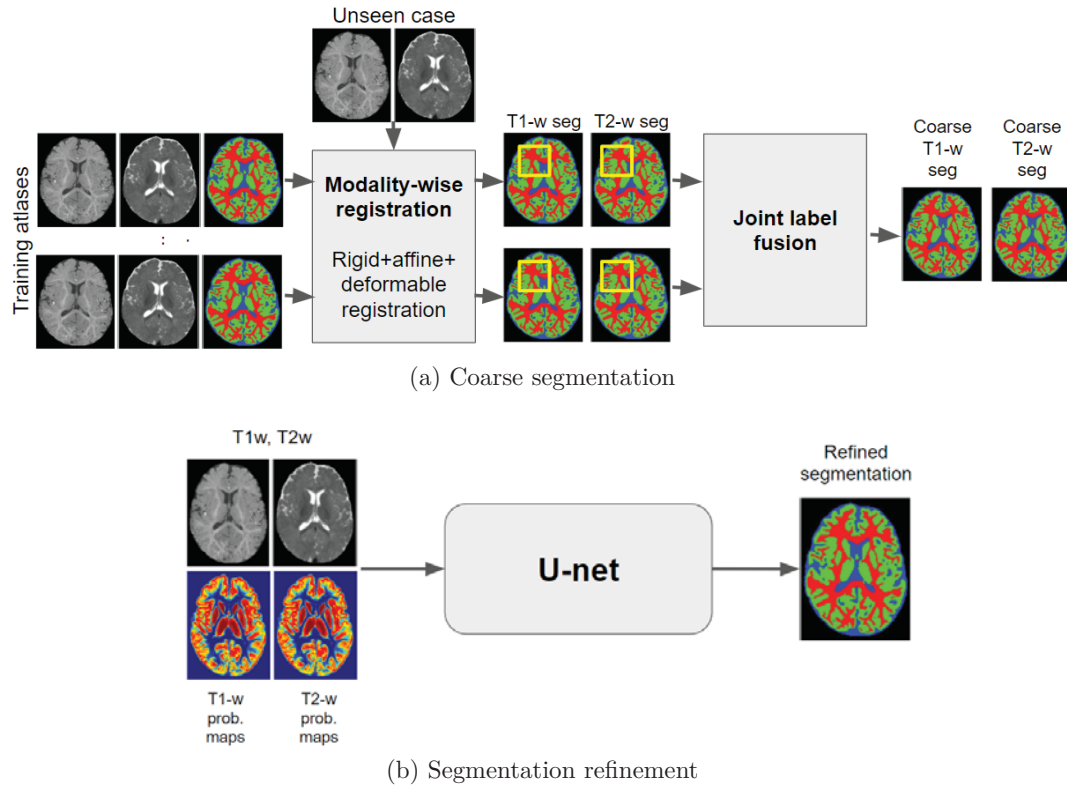 Unseen case
T1-w seg
T2-w seg
Coarse
T1-w
seg
Coarse
T2-w
seg
Training atlases
Modality-wise
registration
Rigid+affine+
deformable
registration
Joint label
fusion
(a) Coarse segmentation
T1w, T2w
U-net
Refined
segmentation
T1-w
prob.
maps
T2-w
prob.
maps
(b) Segmentation refinement